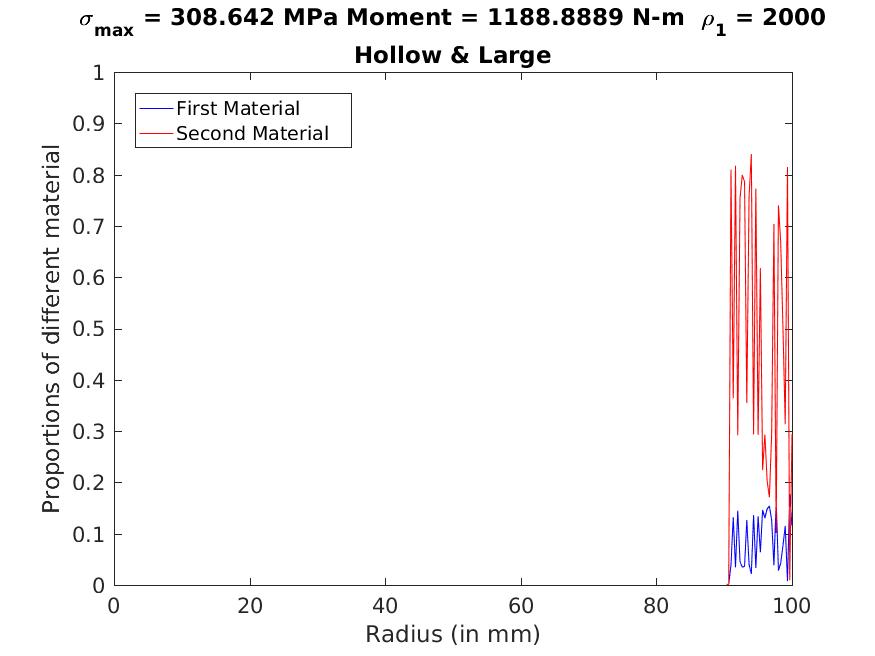 σmax = 308.642 MPa Moment = 1188.8889 N-m ρ1 = 2000
Hollow & Large
First Material
Second Material
Proportions of different material
1
0.9
0.8
0.7
0.6
0.5
0.4
0.3
0.2
0.1
0
0 20 40 60 80 100
Radius (in mm)